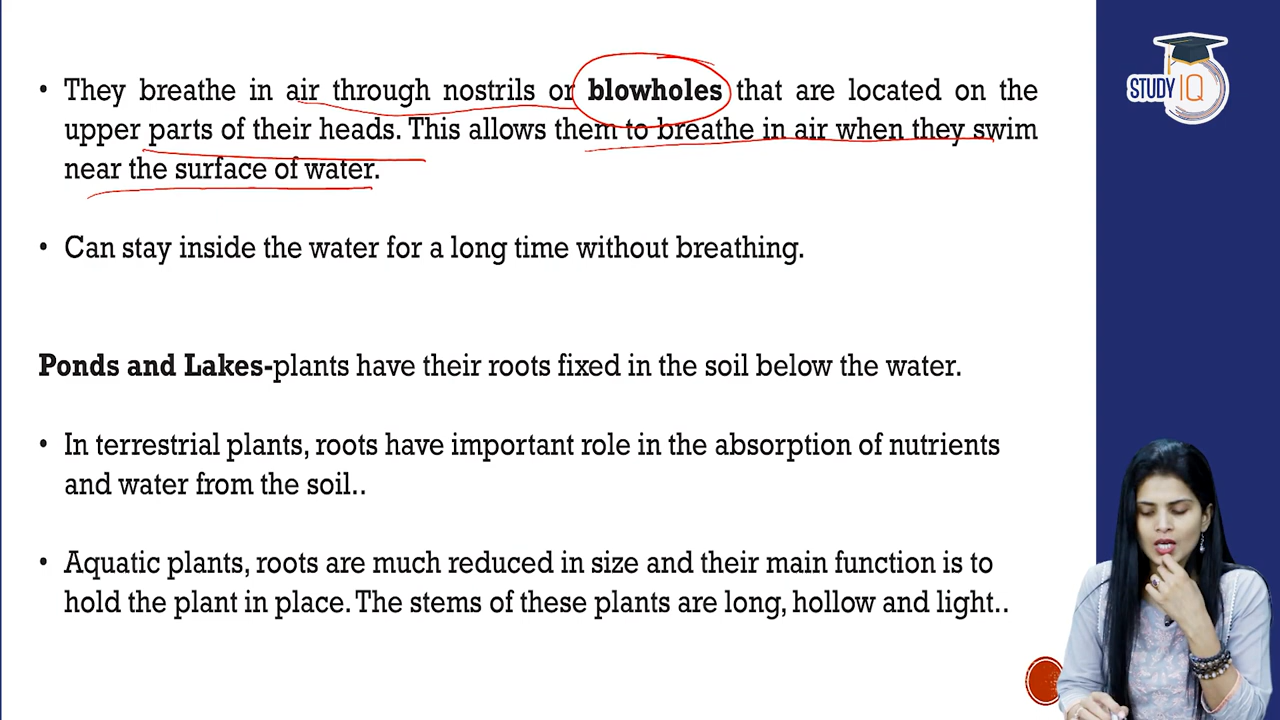 • They breathe in air through nostrils or blowholes that are located on the
upper parts of their heads. This allows them to breathe in air when they swim
near the surface of water.
• Can stay inside the water for a long time without breathing.
Ponds and Lakes-plants have their roots fixed in the soil below the water.
• In terrestrial plants, roots have important role in the absorption of nutrients
and water from the soil..
• Aquatic plants, roots are much reduced in size and their main function is to
hold the plant in place. The stems of these plants are long, hollow and light..
STUDY IQ